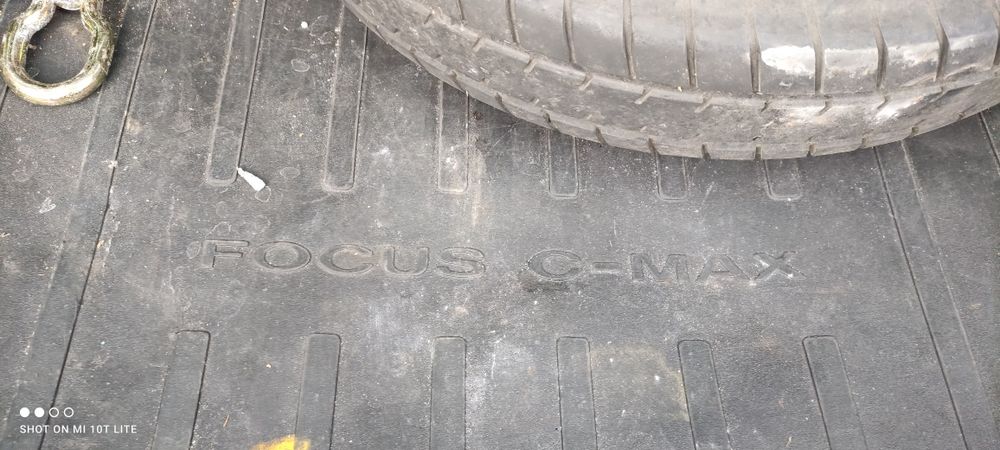 FOCUS C-MAX
SHOT ON MI 10T LITE